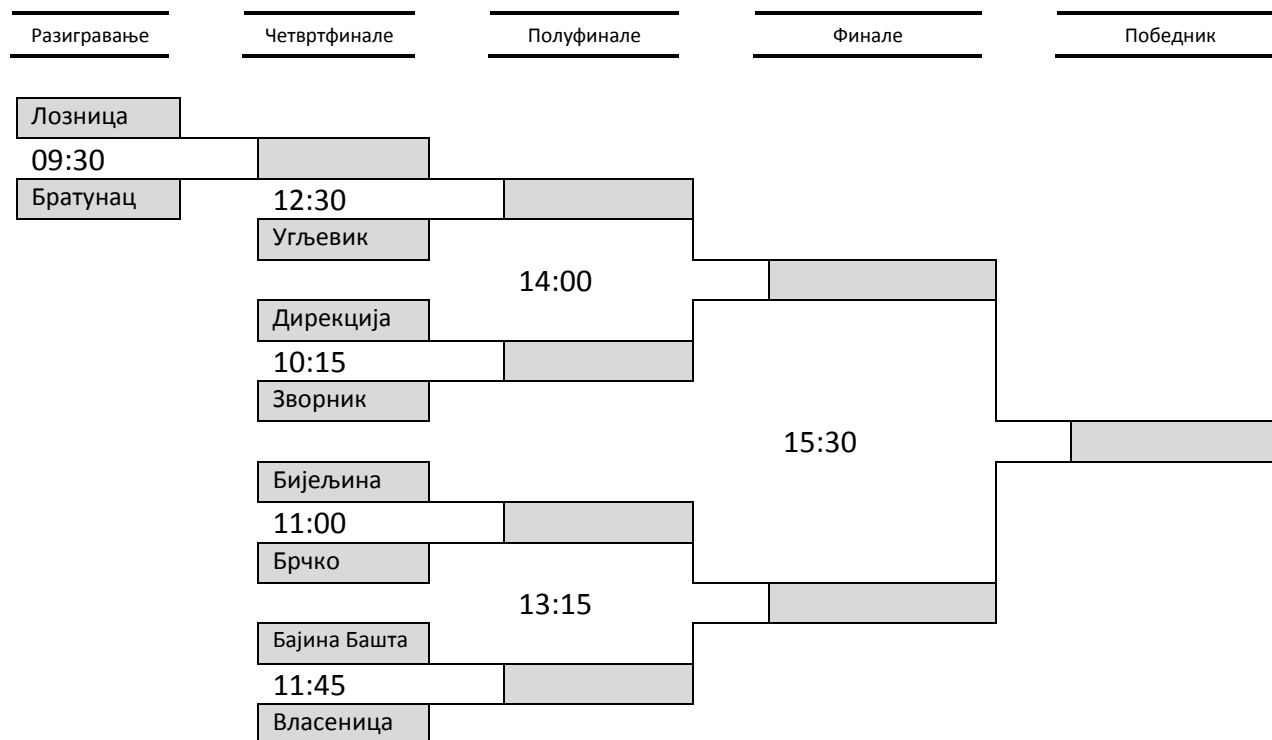 Разигравање Четвртфинале Полуфинале Финале Победник
Лозница
09:30
Братунац
12:30
Угљевик
14:00
Дирекција
10:15
Зворник
15:30
Бијељина
11:00
Брчко
13:15
Бајина Башта
11:45
Власеница